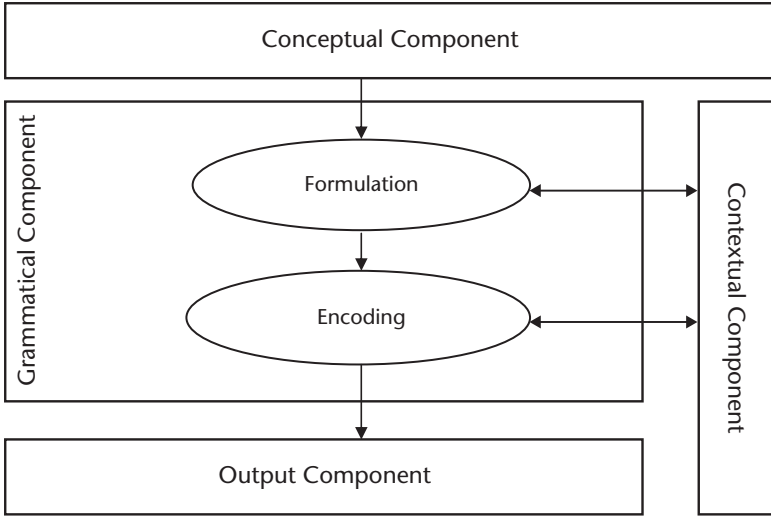 Conceptual Component
Grammatical Component
Formulation
Encoding
Contextual Component
Output Component